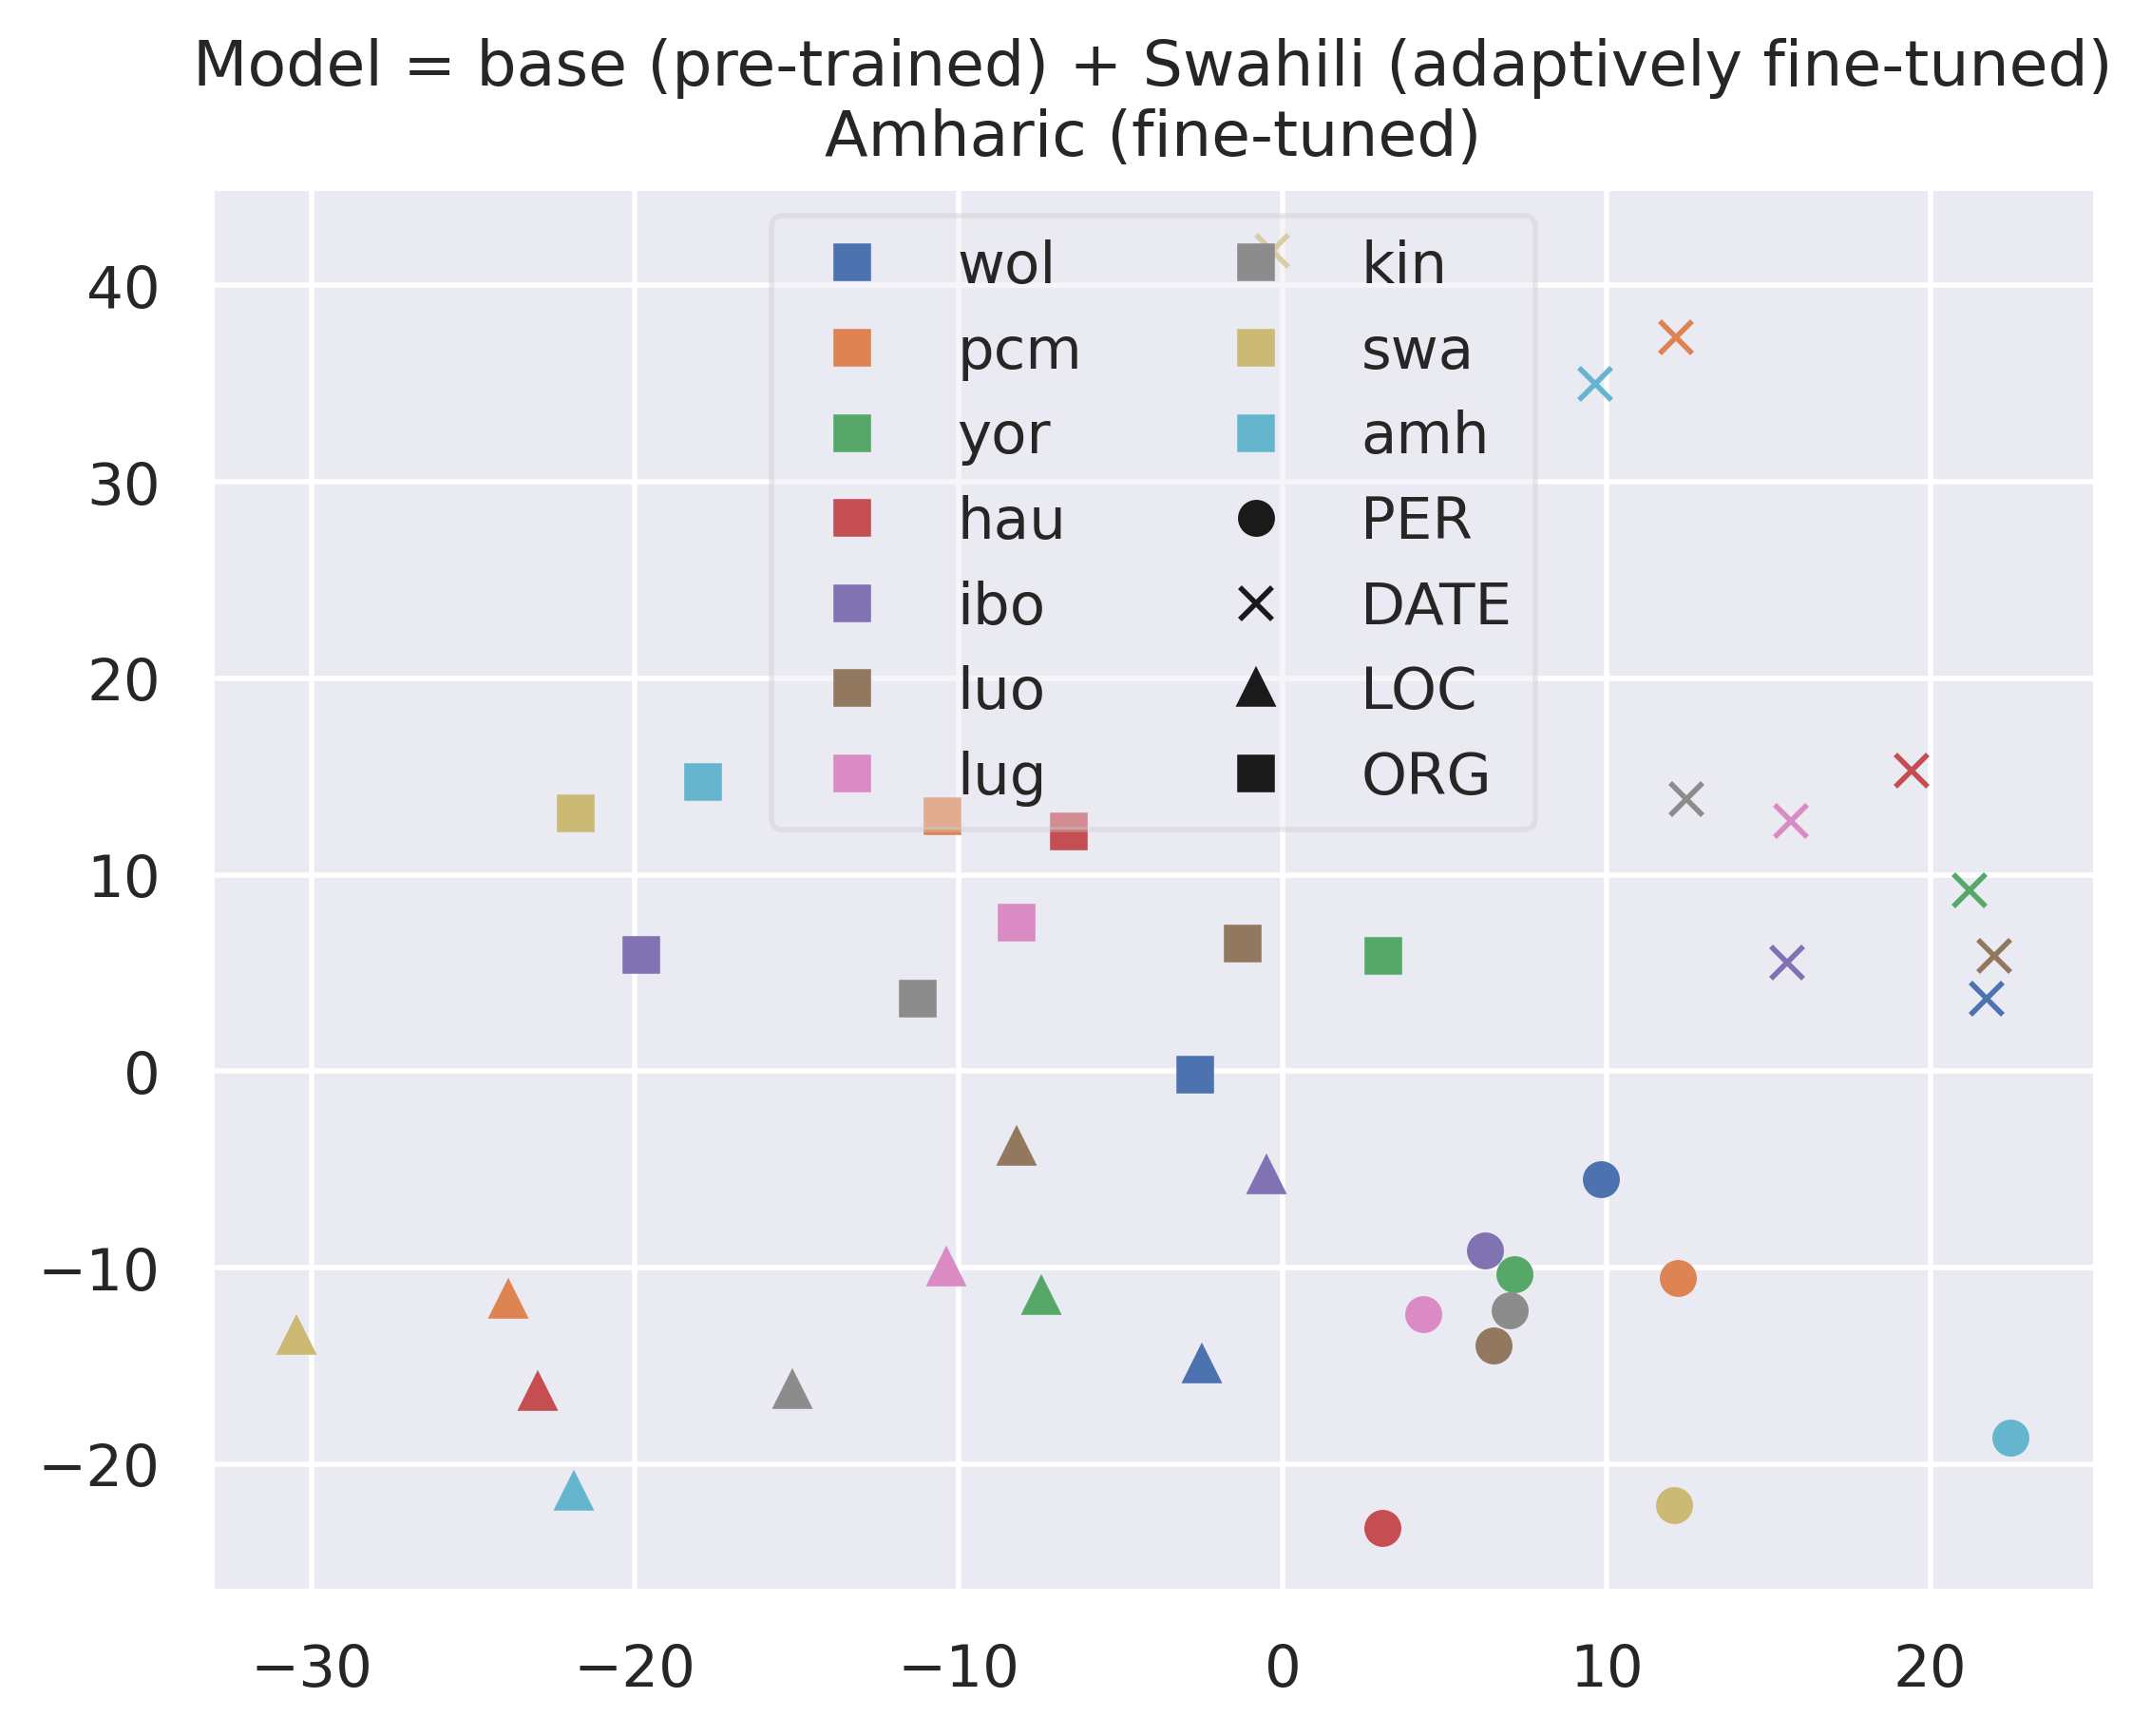 Model = base (pre-trained) + Swahili (adaptively fine-tuned)
Amharic (fine-tuned)
wol
pcm
yor
hau
ibo
luo
lug
kin
swa
amh
PER
DATE
LOC
ORG
40
30
20
10
0
−10
−20
−30
−20
−10
0
10
20